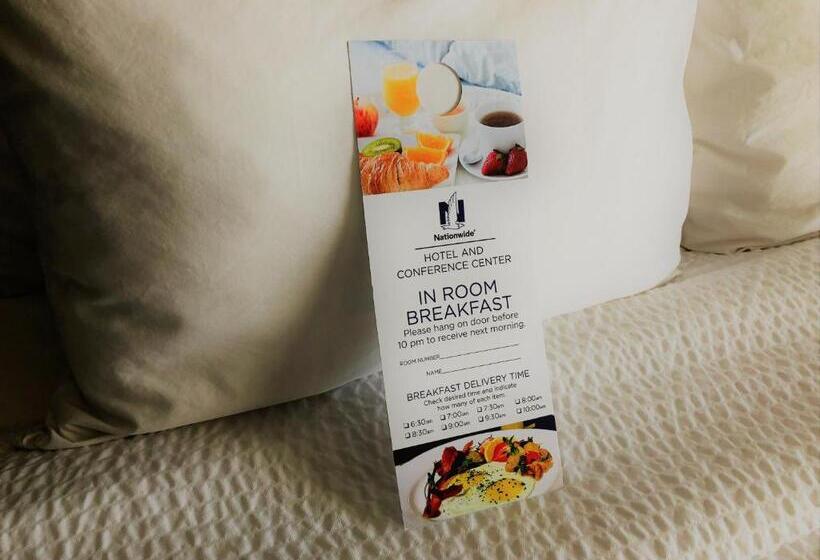 Nationwide®
HOTEL AND
CONFERENCE CENTER
IN ROOM
BREAKFAST
Please hang on door before
10 pm to receive next morning.
ROOM NUMBER
NAME
BREAKFAST DELIVERY TIME
Check desired time and indicate
how many of each item.
6:30am 7:00am 7:30am 8:00am
8:30am 9:00am 9:30am 10:00am